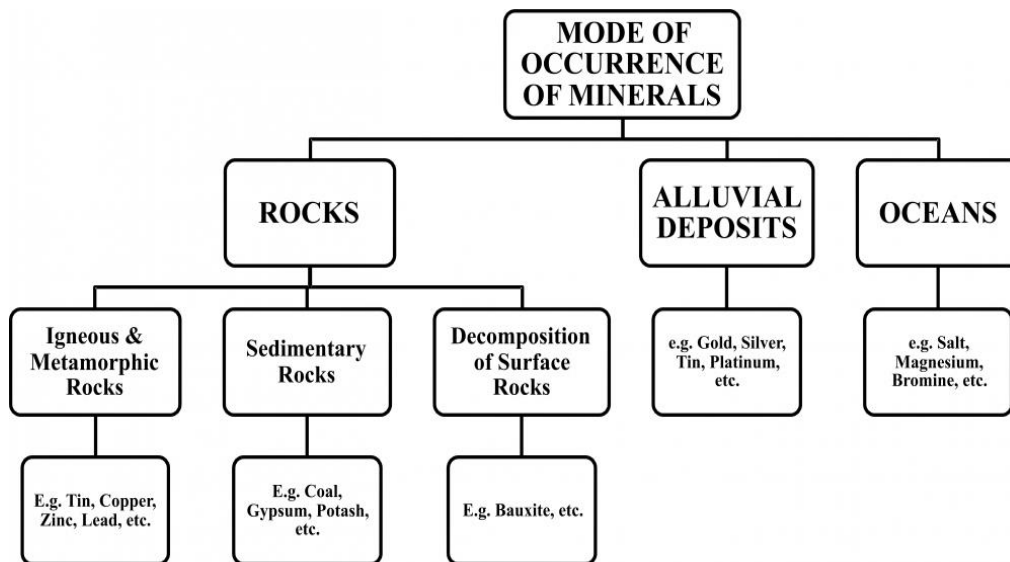 MODE OF
OCCURRENCE
OF MINERALS
ROCKS
ALLUVIAL
DEPOSITS
OCEANS
Igneous &
Metamorphic
Rocks
Sedimentary
Rocks
Decomposition
of Surface
Rocks
e.g. Gold, Silver,
Tin, Platinum,
etc.
e.g. Salt,
Magnesium,
Bromine, etc.
E.g. Tin, Copper,
Zinc, Lead, etc.
E.g. Coal,
Gypsum, Potash,
etc.
E.g. Bauxite, etc.